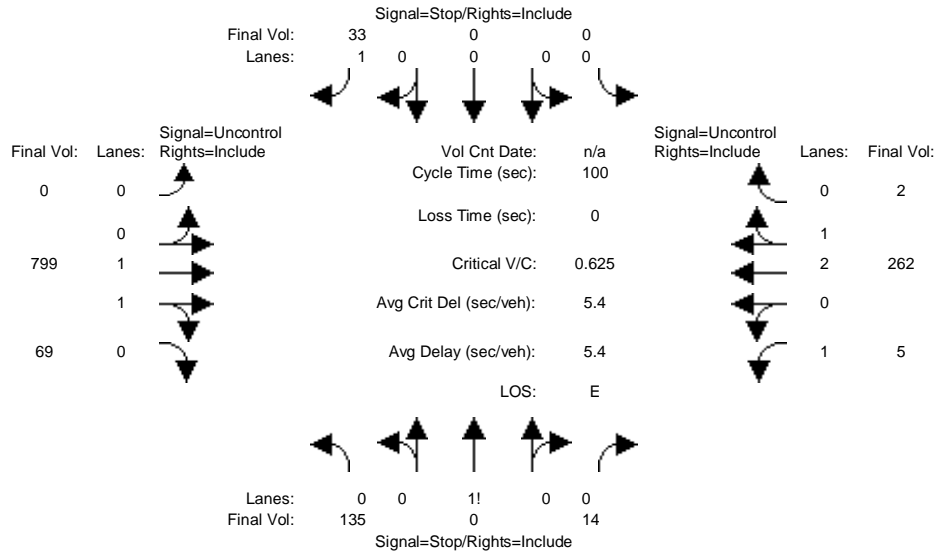 Signal=Stop/Rights=Include
Final Vol: 33 0 0
Lanes: 1 0 0 0 0
Signal=Uncontrol
Final Vol: Lanes: Rights=Include
Vol Cnt Date: n/a
Signal=Uncontrol
Rights=Include Lanes: Final Vol:
Cycle Time (sec): 100
0 0
0 2
Loss Time (sec): 0
0
1
799 1
Critical V/C: 0.625
2 262
1
Avg Crit Del (sec/veh): 5.4
0
69 0
Avg Delay (sec/veh): 5.4
1 5
LOS: E
Lanes: 0 0 1! 0 0
Final Vol: 135 0 14
Signal=Stop/Rights=Include